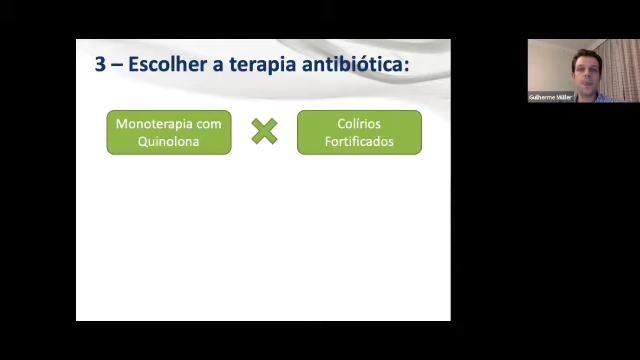 3 – Escolher a terapia antibiótica:
Monoterapia com
Quinolona
Colírios
Fortificados
Guilherme Müller